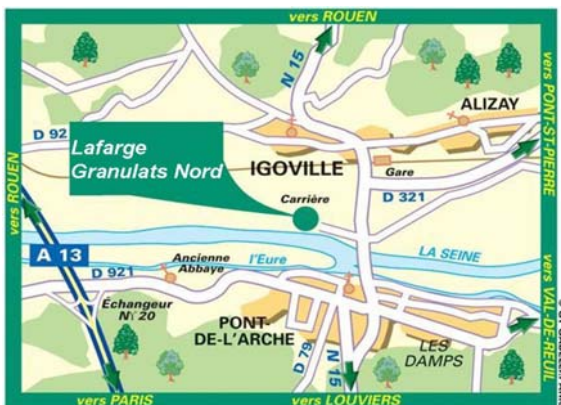 vers ROUEN
N 15
vers PONT-ST-PIERRE
ALIZAY
D 92
Lafarge
Granulats Nord
IGOVILLE
Gare
vers ROUEN
Carrière
D 321
A 13
LA SEINE
Ancienne
Abbaye
l'Eure
D 921
Échangeur
N° 20
PONT-
DE-L'ARCHE
LES
DAMPS
vers VAL-DE-REUIL
D 79
N 15
vers PARIS
vers LOUVIERS